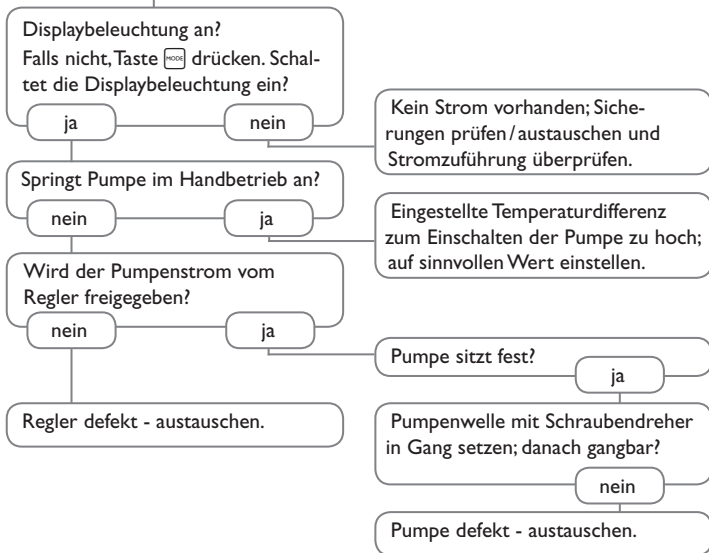 Displaybeleuchtung an?
Falls nicht, Taste MODE drücken. Schal-
tet die Displaybeleuchtung ein?
ja
nein
Kein Strom vorhanden; Siche-
rungen prüfen/austauschen und
Stromzuführung überprüfen.
Springt Pumpe im Handbetrieb an?
nein
ja
Eingestellte Temperaturdifferenz
zum Einschalten der Pumpe zu hoch;
auf sinnvollen Wert einstellen.
Wird der Pumpenstrom vom
Regler freigegeben?
nein
ja
Pumpe sitzt fest?
ja
Regler defekt - austauschen.
Pumpenwelle mit Schraubendreher
in Gang setzen; danach gangbar?
nein
Pumpe defekt - austauschen.